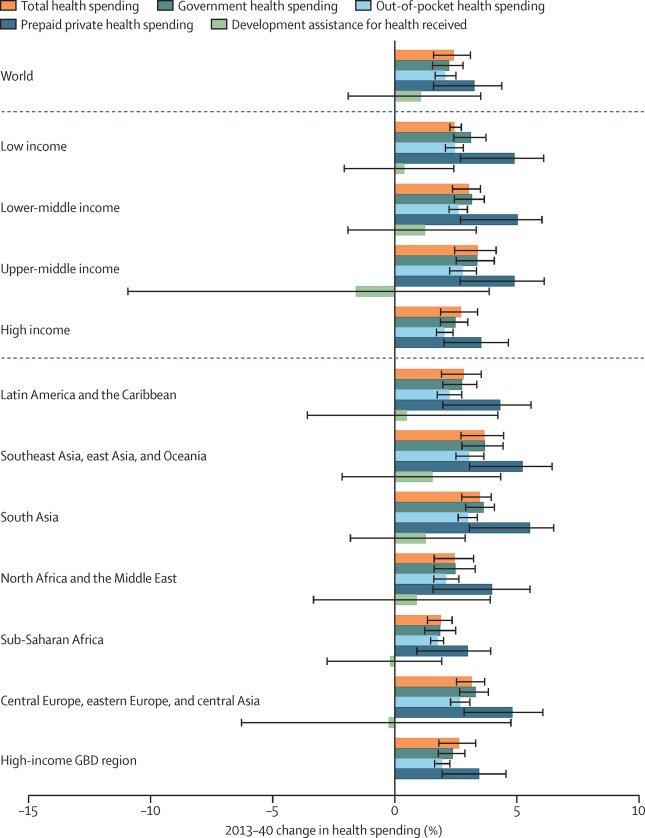 Total health spending Government health spending Out-of-pocket health spending
Prepaid private health spending Development assistance for health received
World
Low income
Lower-middle income
Upper-middle income
High income
Latin America and the Caribbean
Southeast Asia, east Asia, and Oceania
South Asia
North Africa and the Middle East
Sub-Saharan Africa
Central Europe, eastern Europe, and central Asia
High-income GBD region
–15 –10 –5 0 5 10
2013–40 change in health spending (%)